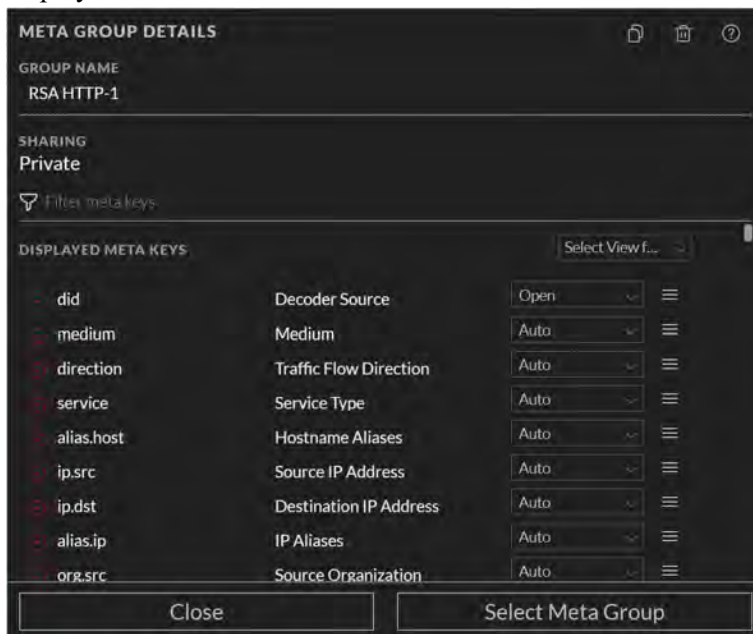 META GROUP DETAILS
GROUP NAME
RSA HTTP-1
SHARING
Private
Filter meta keys
DISPLAYED META KEYS Select View f...
did Decoder Source Open
medium Medium Auto
direction Traffic Flow Direction Auto
service Service Type Auto
alias.host Hostname Aliases Auto
ip.src Source IP Address Auto
ip.dst Destination IP Address Auto
alias.ip IP Aliases Auto
org.src Source Organization Auto
Close Select Meta Group